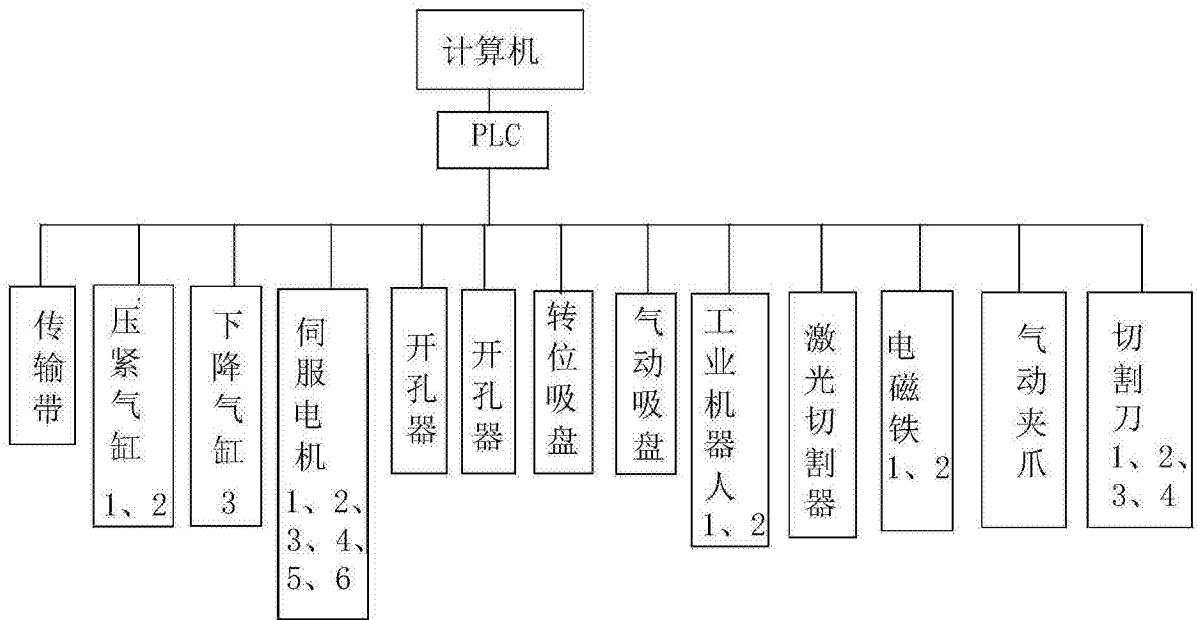 计算机
PLC
传输带
压紧气缸
1、2
下降气缸
3
伺服电机
1、2、
3、4、
5、6
开孔器
开孔器
转位吸盘
气动吸盘
工业机器人
1、2
激光切割器
电磁铁
1、2
气动夹爪
切割刀
1、2、
3、4